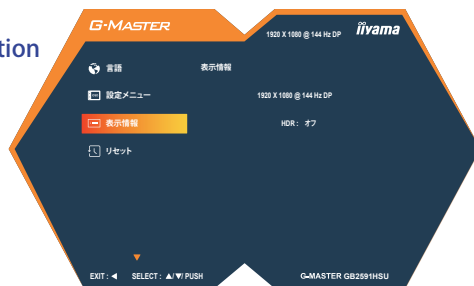 tion
G-MASTER
1920 X 1080 @ 144 Hz DP
iiyama
言語
表示情報
設定メニュー
1920 X 1080 @ 144 Hz DP
表示情報
HDR : オフ
リセット
EXIT : ◀ SELECT : ▲/▼/ PUSH
G-MASTER GB2591HSU